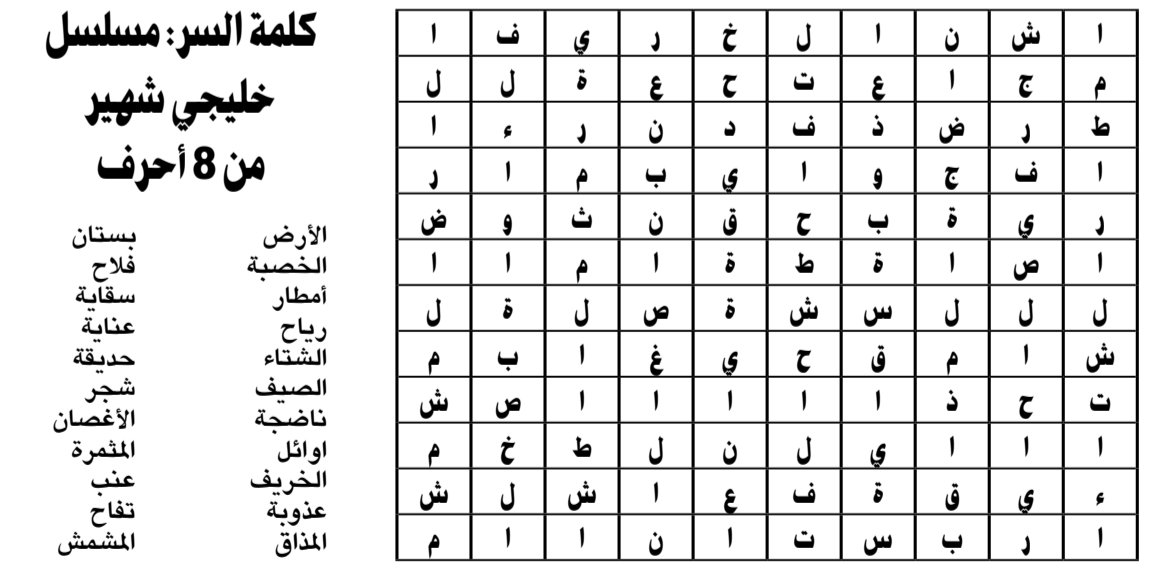 كلمة السر: مسلسل
خليجي شهير
من 8 أحرف
الأرض بستان
الخصبة فلاح
أمطار سقاية
رياح عناية
الشتاء حديقة
الصيف شجر
ناضجة الأغصان
اوائل المثمرة
الخريف عنب
عذوبة تفاح
المذاق المشمش
ا ش ن ا ل خ ر ي ف ا
م ج ا ع ت ح ع ة ل ل
ط ر ض ذ ف د ن ر ء ا
ا ف ج و ا ي ب م ا ر
ر ي ة ب ح ق ن ث و ض
ا ص ا ة ط ة ا م ا ا
ل ل ل س ش ة ص ل ة ل
ش ا م ق ح ي غ ا ب م
ت ح ذ ا ا ا ا ا ص ش
ا ا ا ي ل ن ل ط خ م
ء ي ق ة ف ع ا ش ل ش
ا ر ب س ت ا ن ا ا م